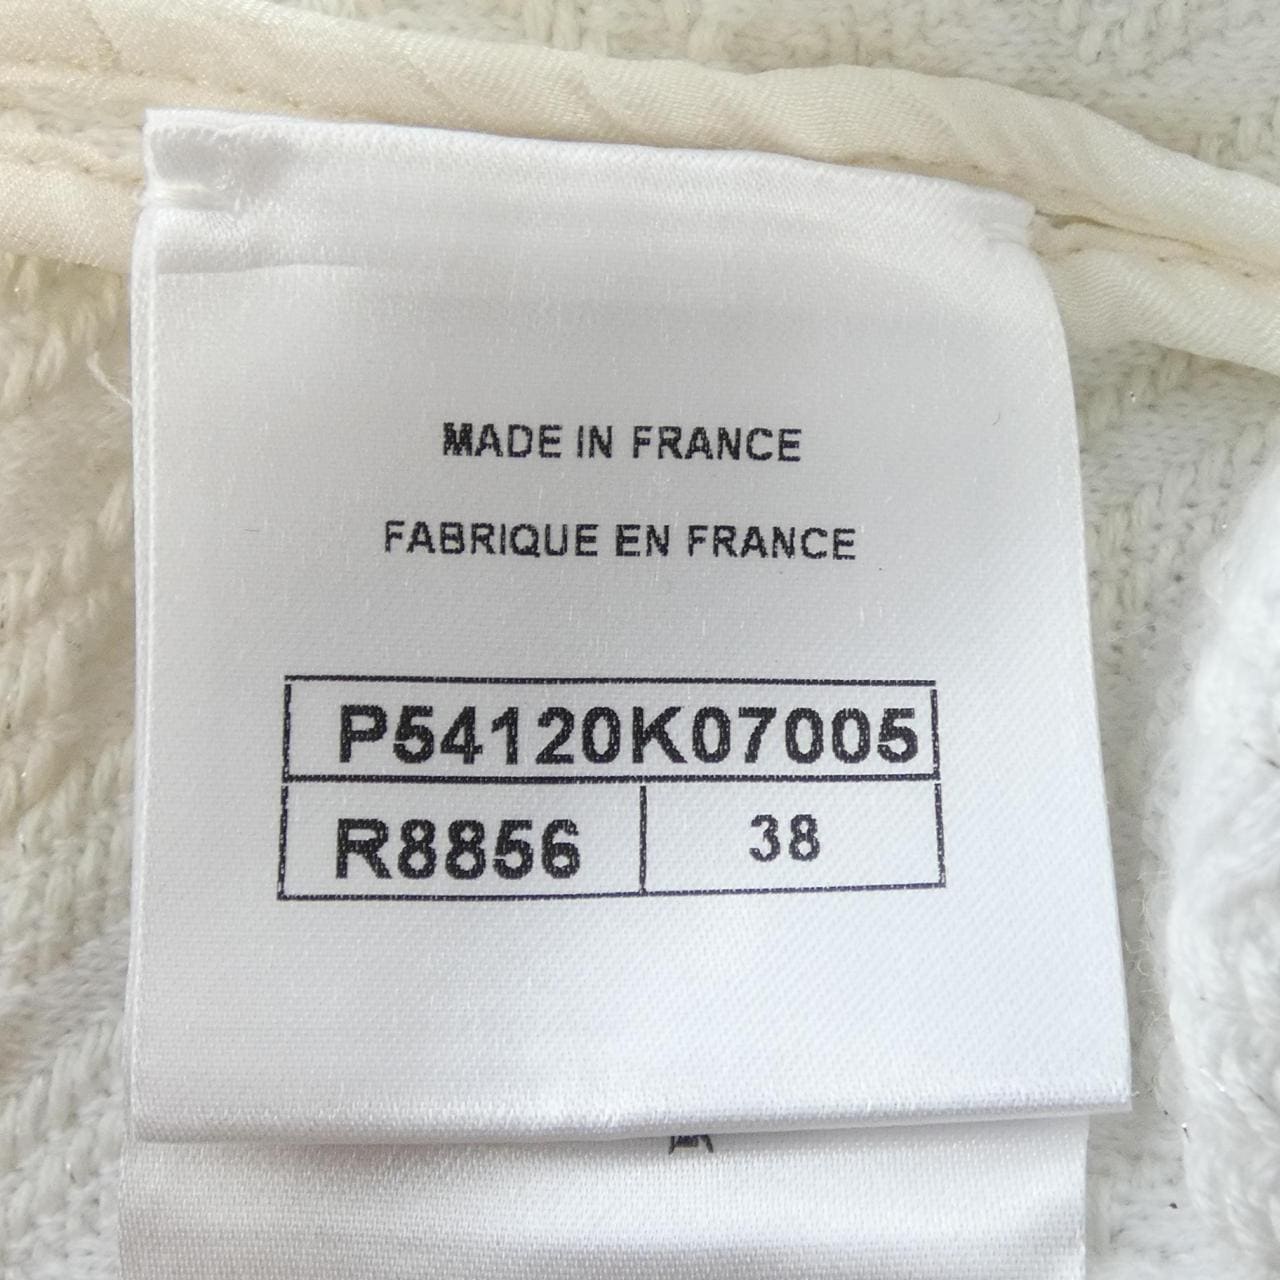 MADE IN FRANCE
FABRIQUE EN FRANCE
P54120K07005
R8856 38